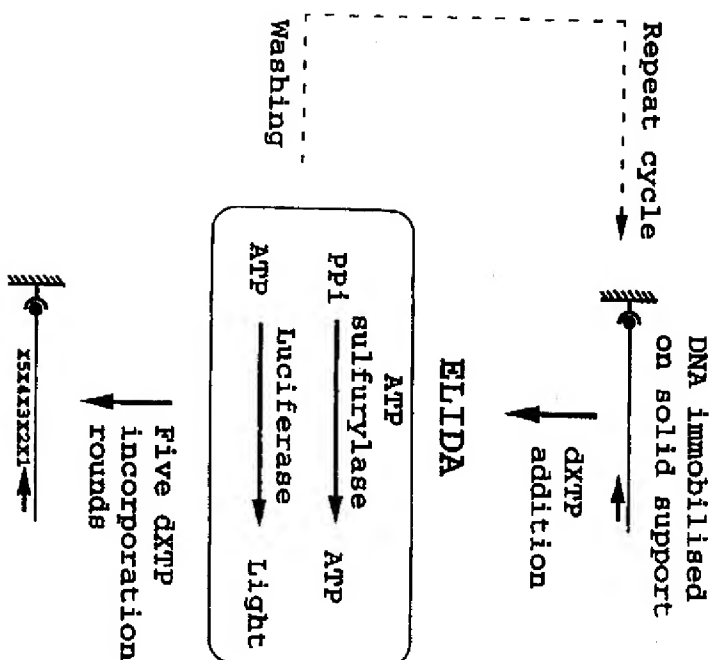 DNA immobilised
on solid support
Repeat cycle
dXTP
addition
ELIDA
ATP
sulfurylase
PPi
ATP
Luciferase
ATP
Light
Washing
Five dXTP
incorporation
rounds
X5X4X3X2X1